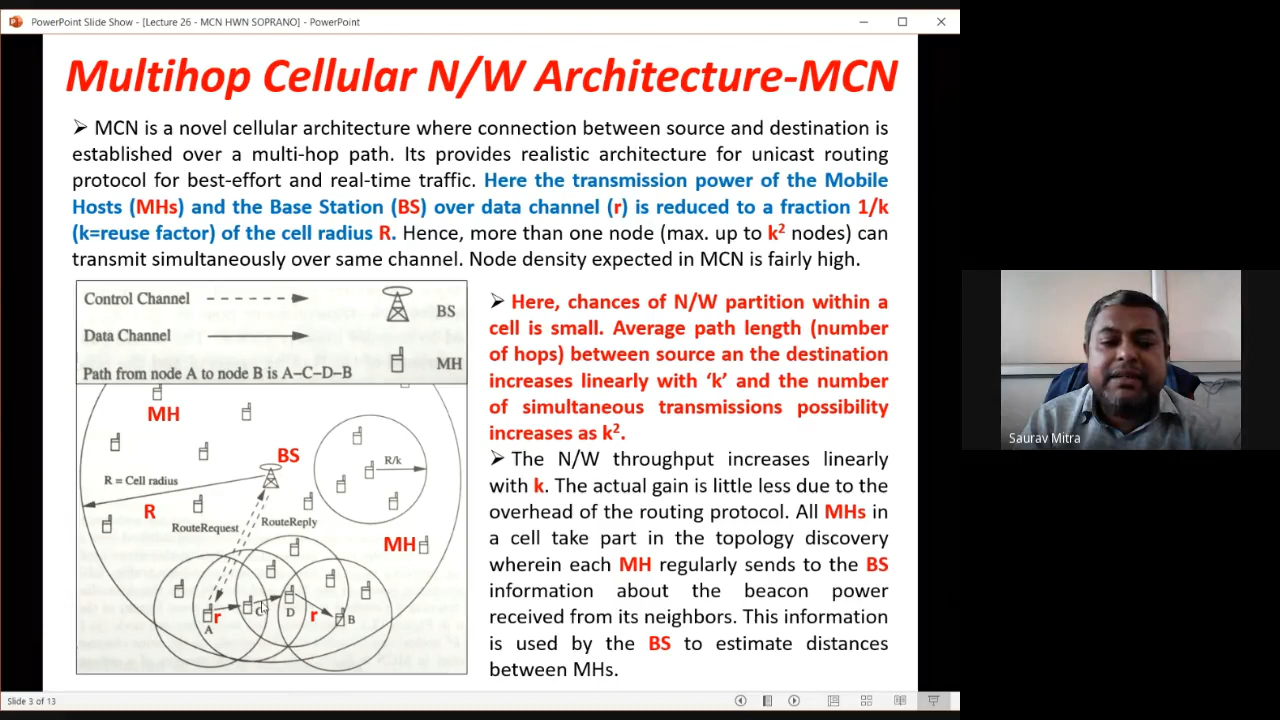 PowerPoint Slide Show - [Lecture 26 - MCN HWN SOPRANO] - PowerPoint
Multihop Cellular N/W Architecture-MCN
➢ MCN is a novel cellular architecture where connection between source and destination is
established over a multi-hop path. Its provides realistic architecture for unicast routing
protocol for best-effort and real-time traffic. Here the transmission power of the Mobile
Hosts (MHs) and the Base Station (BS) over data channel (r) is reduced to a fraction 1/k
(k=reuse factor) of the cell radius R. Hence, more than one node (max. up to k² nodes) can
transmit simultaneously over same channel. Node density expected in MCN is fairly high.
Control Channel
BS
Data Channel
MH
Path from node A to node B is A–C–D–B
MH
BS
R/k
R = Cell radius
R
RouteRequest
RouteReply
MH
r
C
D
r
B
A
➢ Here, chances of N/W partition within a
cell is small. Average path length (number
of hops) between source an the destination
increases linearly with ‘k’ and the number
of simultaneous transmissions possibility
increases as k².
➢ The N/W throughput increases linearly
with k. The actual gain is little less due to the
overhead of the routing protocol. All MHs in
a cell take part in the topology discovery
wherein each MH regularly sends to the BS
information about the beacon power
received from its neighbors. This information
is used by the BS to estimate distances
between MHs.
Saurav Mitra
Slide 3 of 13